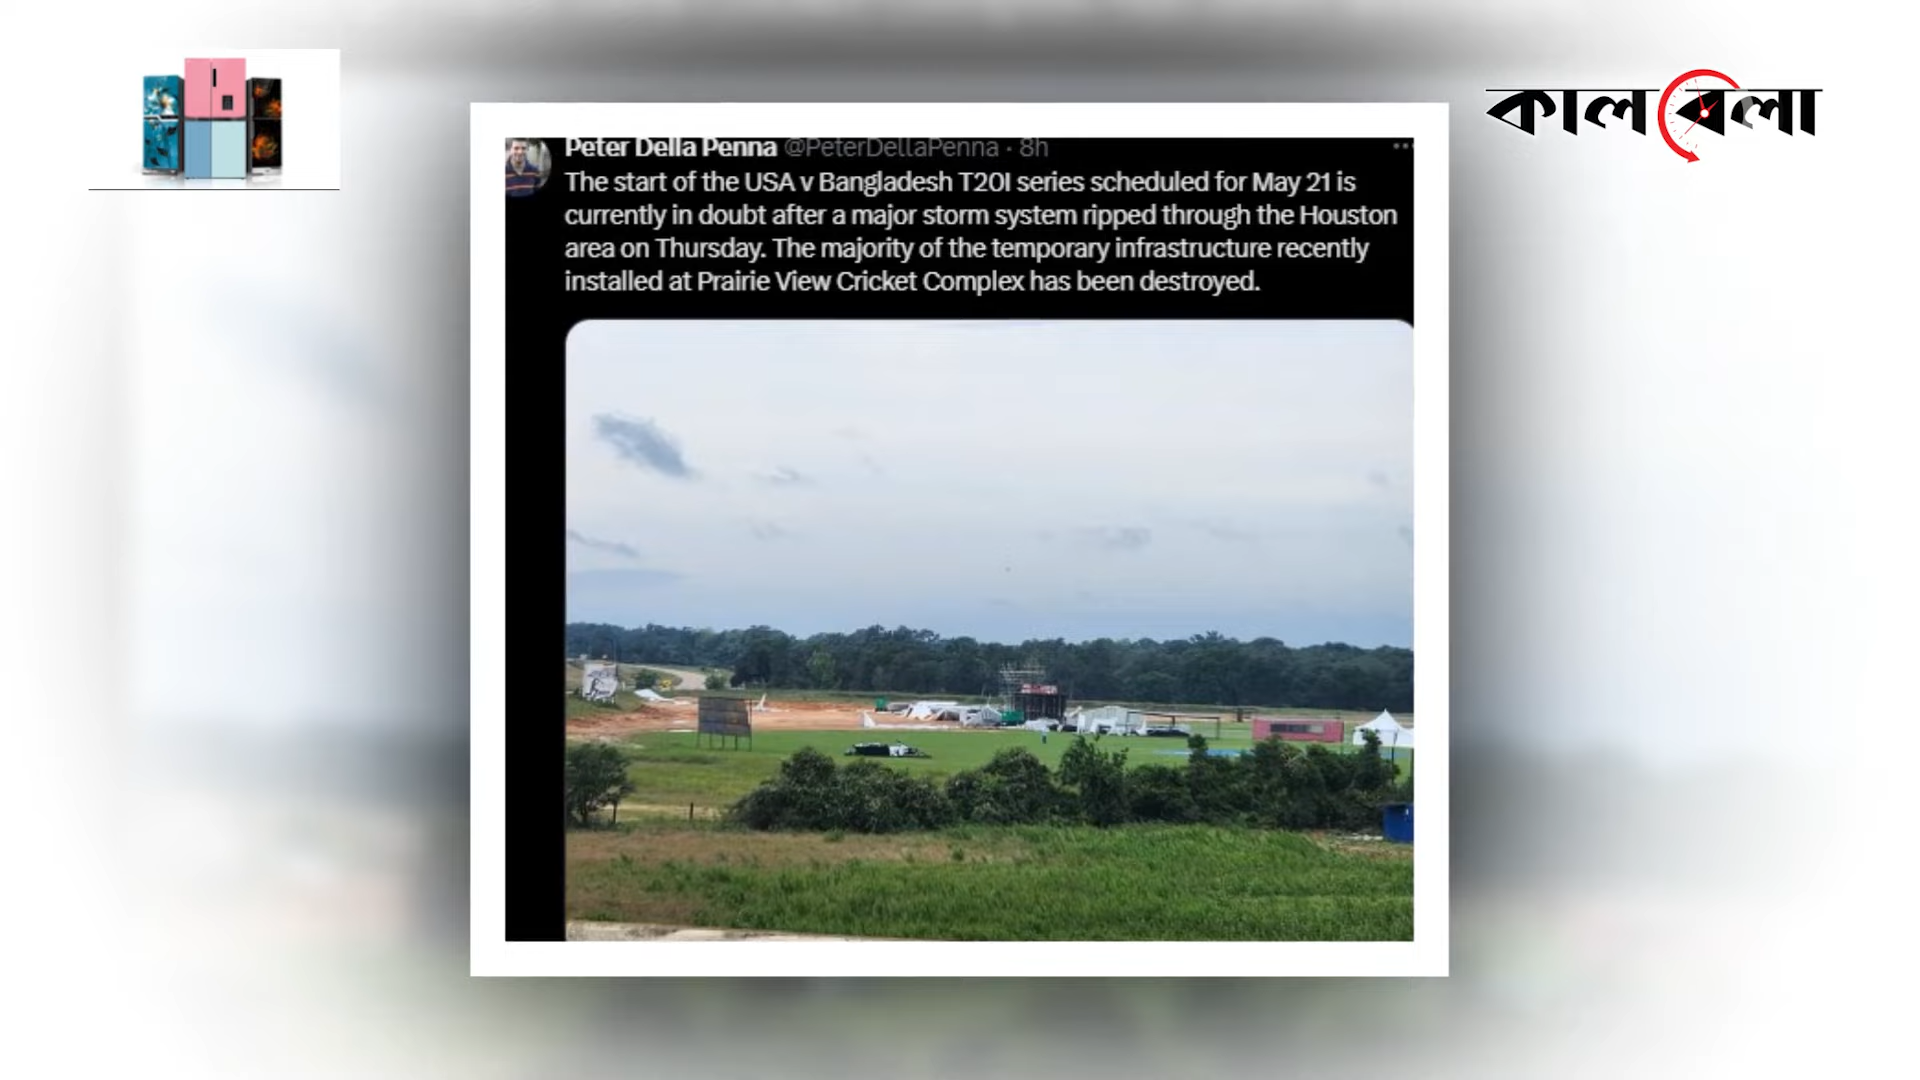 কালবেলা
Peter Della Penna @PeterDellaPenna · 8h
The start of the USA v Bangladesh T20I series scheduled for May 21 is
currently in doubt after a major storm system ripped through the Houston
area on Thursday. The majority of the temporary infrastructure recently
installed at Prairie View Cricket Complex has been destroyed.